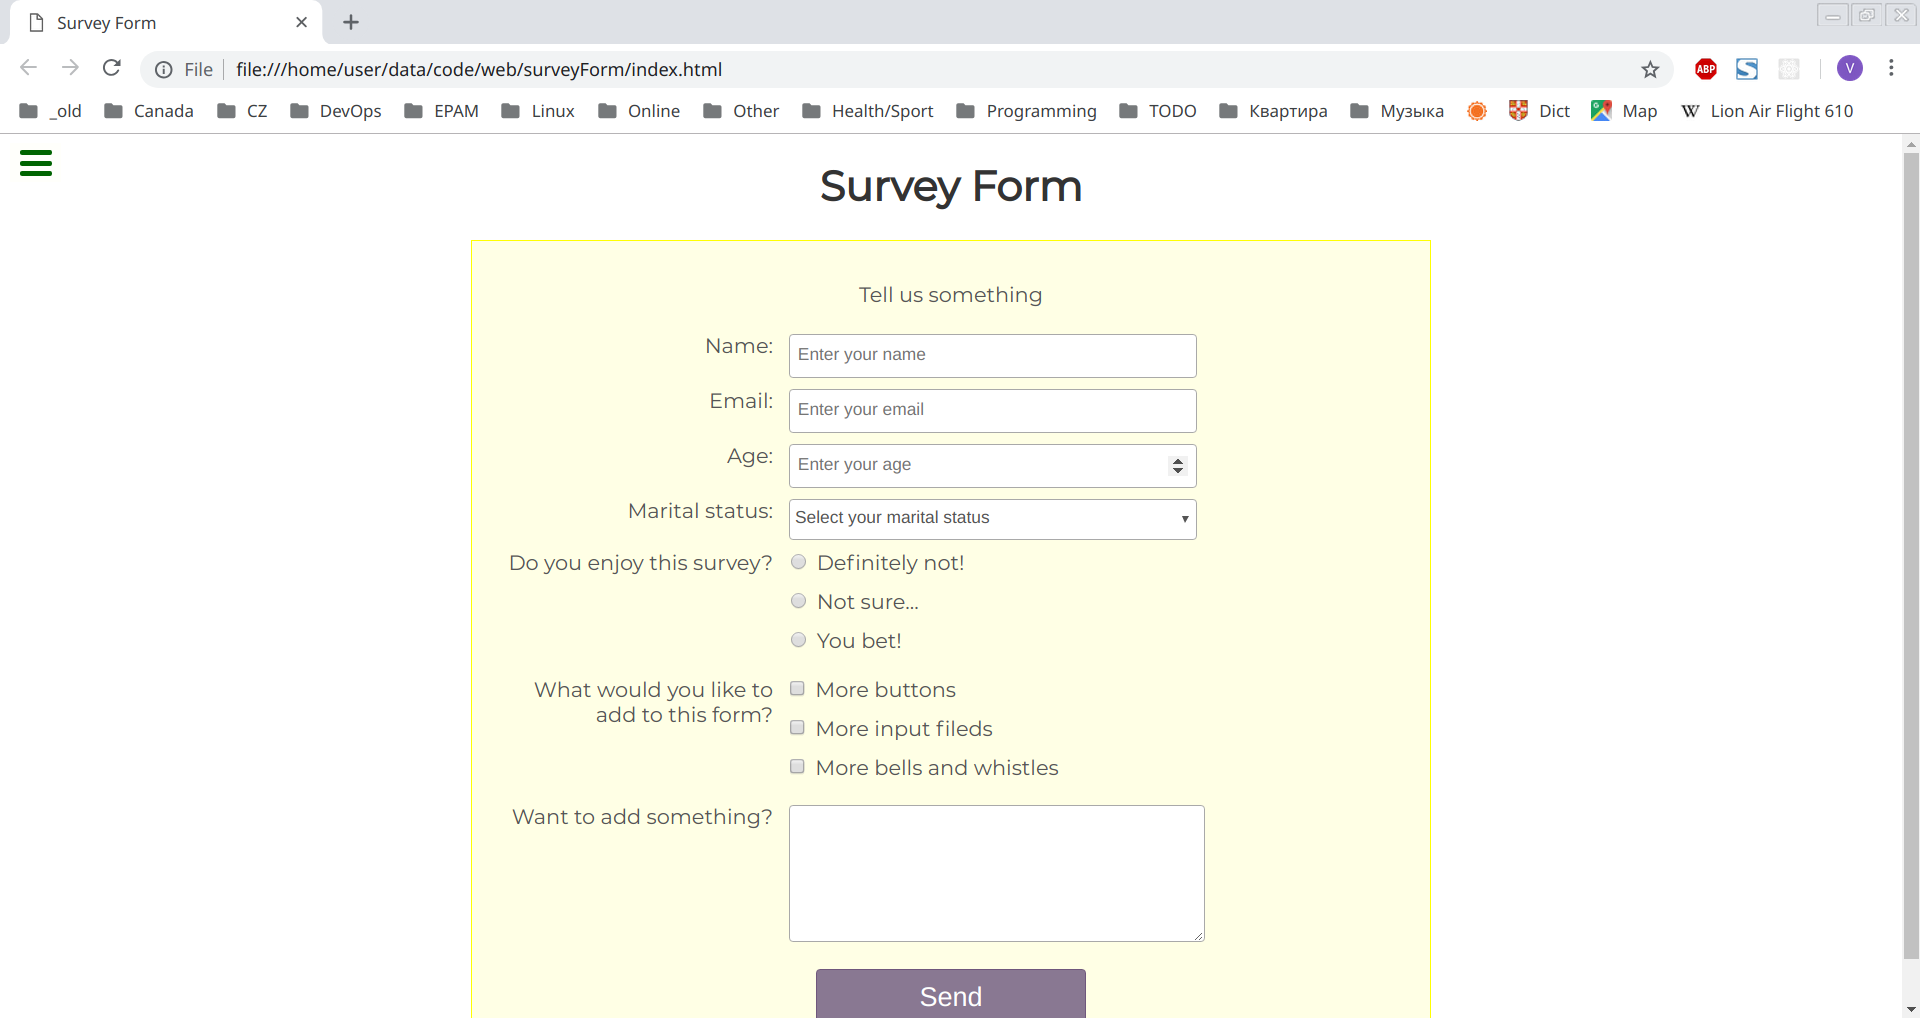 Survey Form
File file:///home/user/data/code/web/surveyForm/index.html
ABP
V
_old Canada CZ DevOps EPAM Linux Online Other Health/Sport Programming TODO Квартира Музыка Dict Map W Lion Air Flight 610
Survey Form
Tell us something
Name: Enter your name
Email: Enter your email
Age: Enter your age
Marital status: Select your marital status
Do you enjoy this survey? Definitely not!
Not sure...
You bet!
What would you like to More buttons
add to this form?
More input fileds
More bells and whistles
Want to add something?
Send